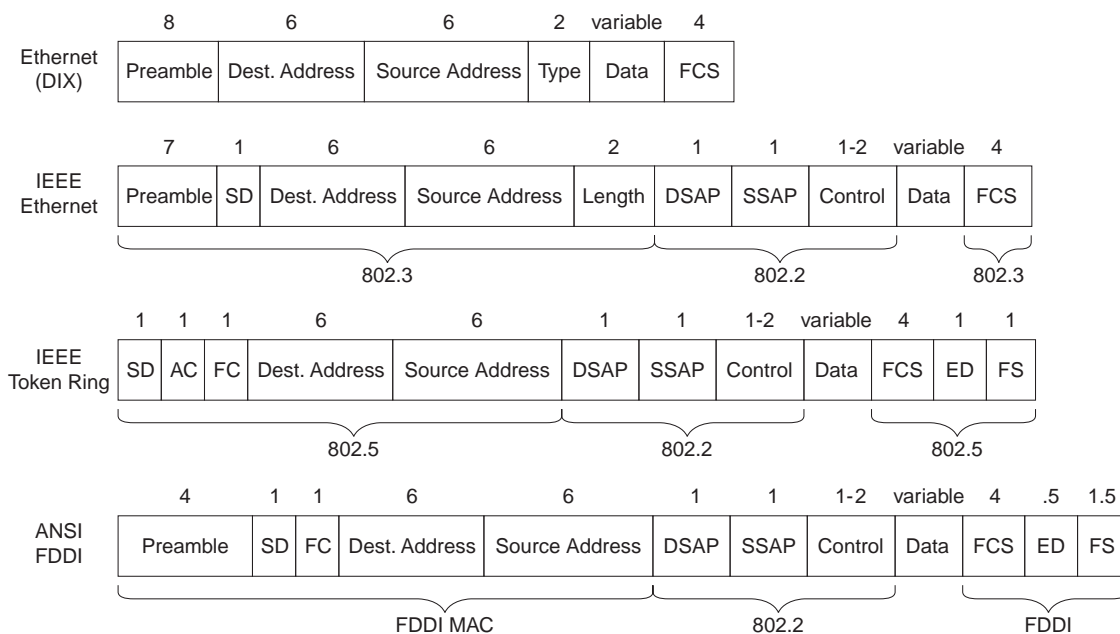 8 6 6 2 variable 4
Ethernet
(DIX)
Preamble Dest. Address Source Address Type Data FCS
7 1 6 6 2 1 1 1-2 variable 4
IEEE
Ethernet
Preamble SD Dest. Address Source Address Length DSAP SSAP Control Data FCS
802.3 802.2 802.3
1 1 1 6 6 1 1 1-2 variable 4 1 1
IEEE
Token Ring
SD AC FC Dest. Address Source Address DSAP SSAP Control Data FCS ED FS
802.5 802.2 802.5
4 1 1 6 6 1 1 1-2 variable 4 .5 1.5
ANSI
FDDI
Preamble SD FC Dest. Address Source Address DSAP SSAP Control Data FCS ED FS
FDDI MAC 802.2 FDDI